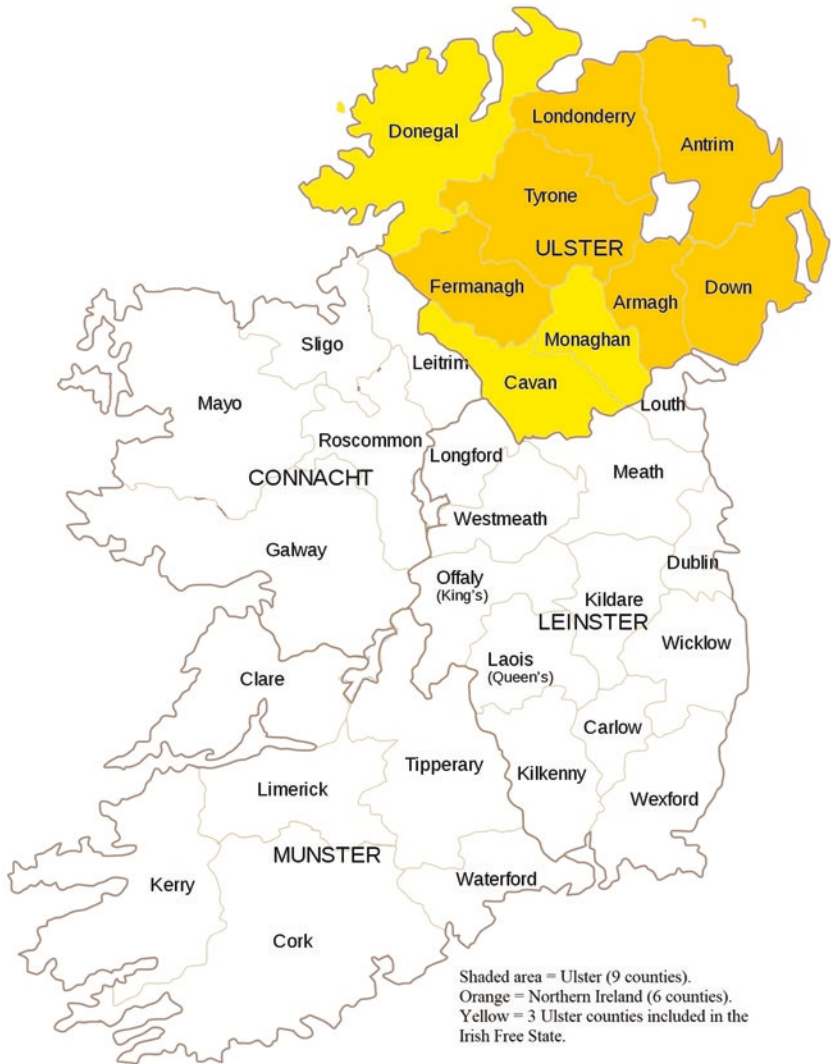 Londonderry
Donegal
Antrim
Tyrone
ULSTER
Fermanagh
Down
Armagh
Monaghan
Sligo
Leitrim
Cavan
Mayo
Louth
Roscommon
Longford
CONNACHT
Meath
Westmeath
Galway
Dublin
Offaly
(King's)
Kildare
LEINSTER
Wicklow
Laois
(Queen's)
Clare
Carlow
Tipperary
Kilkenny
Limerick
Wexford
MUNSTER
Waterford
Kerry
Cork
Shaded area = Ulster (9 counties).
Orange = Northern Ireland (6 counties).
Yellow = 3 Ulster counties included in the
Irish Free State.